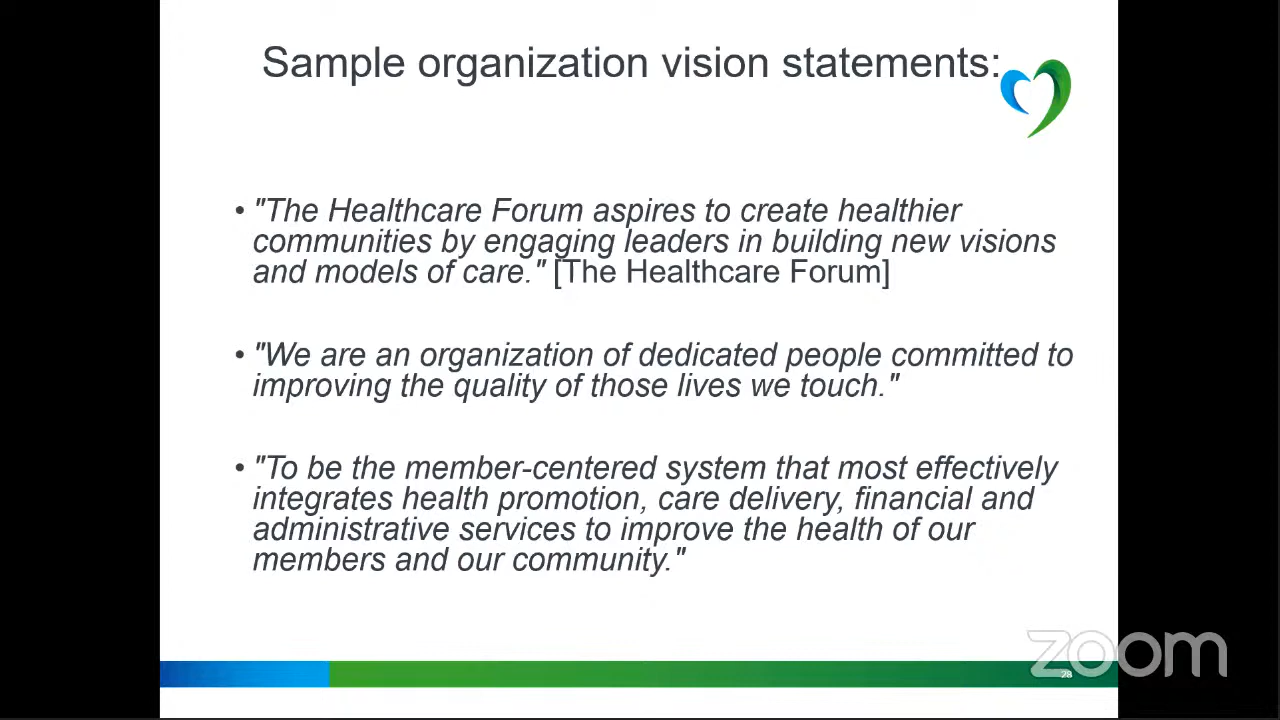 Sample organization vision statements:
• "The Healthcare Forum aspires to create healthier
communities by engaging leaders in building new visions
and models of care." [The Healthcare Forum]
• "We are an organization of dedicated people committed to
improving the quality of those lives we touch."
• "To be the member-centered system that most effectively
integrates health promotion, care delivery, financial and
administrative services to improve the health of our
members and our community."
zoom
28